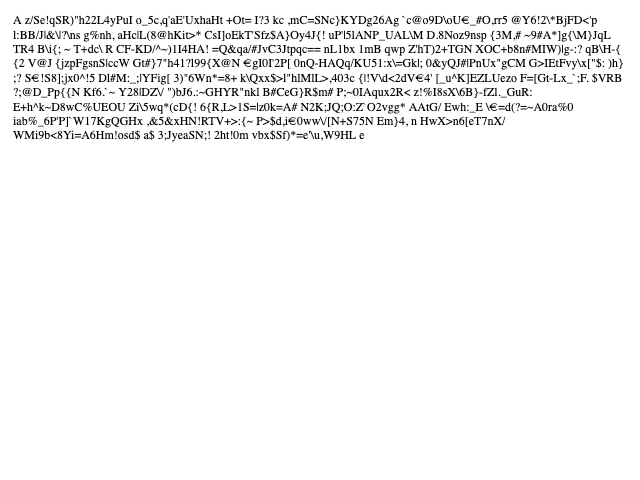 A z/Se!qSR)"h22L4yPuI o_5c,q'aE'UxhaHt +Ot= I?3 kc ,mC=SNc}KYDg26Ag `c@o9D\oU€_#O,rr5 @Y6!2\*BjFD<'p
l:BB/J|&\|?\ns g%nh, aHc|L(8@hKit>* CsI]oEkT'Sfz$A}Oy4J{! uP'|5lANP_UAL\M D.8Noz9nsp {3M,# ~9#A*]g{\M}JqL
TR4 B\i{; ~ T+dc\ R CF-KD/^~)1I4HA! =Q&qa/#JvC3Jtpqc== nL1bx 1mB qwp Z'hT)2+TGN XOC+b8n#MIW)lg-:? qB\H-{
{2 V@J {jzpFgsnS|ccW Gt#}7"h41?l99{X@N €gI0I'2P[ 0nQ-HAQq/KU51:x\=Gkl; 0&yQJ#lPnUx"gCM G>IEtFvy\x["$: )h}
;? S€!S8];jx0^!5 Dl#M:_;|YFig[ 3)"6Wn*=8+ k\Qxx$>l"hlMlL>,403c {l!V\d<2dV€4' [_u^K]EZLUezo F=[Gt-Lx_`;F. $VRB
?;@D_Pp{{N Kf6.`~ Y28lDZ\/ ")bJ6.:~GHYR"nkl B#CeG}R$m# P;~0IAqux2R< z!%I8sX\6B}-fZl._GuR:
E+h^k~D8wC%UEOU Zi\5wq*(cD{! 6{R,L>1S=lz0k=A# N2K;JQ;O:Z`O2vgg* AAtG/ Ewh:_E \€=d(?=~A0ra%0
iab%_6P'P]`W17KgQGHx ,&5&xHN!RTV+>:{~ P>$d,i€0ww\/[N+S75N Em}4, n HwX>n6[eT7nX/
WMi9b<8Yi=A6Hm!osd$ a$ 3;JyeaSN;! 2ht!0m vbx$Sf)*=e'\u,W9HL e